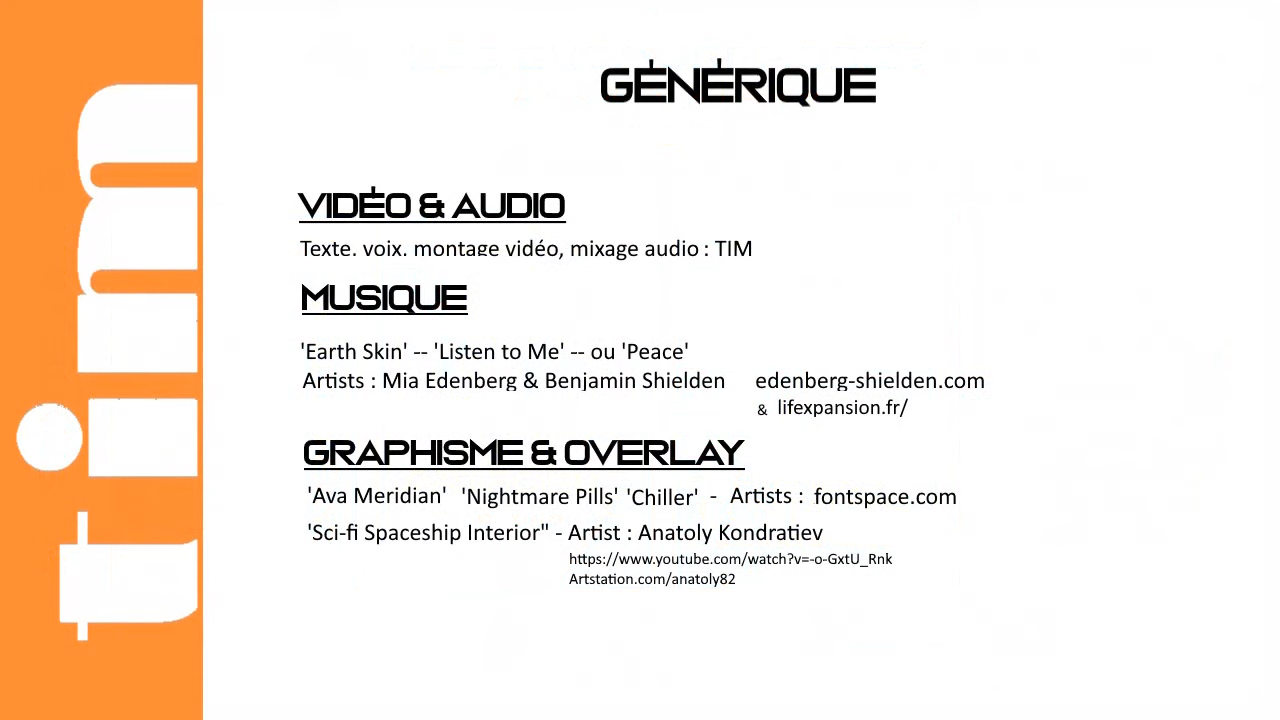 tim
GÉNÉRIQUE
VIDÉO & AUDIO
Texte, voix, montage vidéo, mixage audio : TIM
MUSIQUE
'Earth Skin' -- 'Listen to Me' -- ou 'Peace'
Artists : Mia Edenberg & Benjamin Shielden edenberg-shielden.com
& lifexpansion.fr/
GRAPHISME & OVERLAY
'Ava Meridian' 'Nightmare Pills' 'Chiller' - Artists : fontspace.com
'Sci-fi Spaceship Interior" - Artist : Anatoly Kondratiev
https://www.youtube.com/watch?v=-o-GxtU_Rnk
Artstation.com/anatoly82